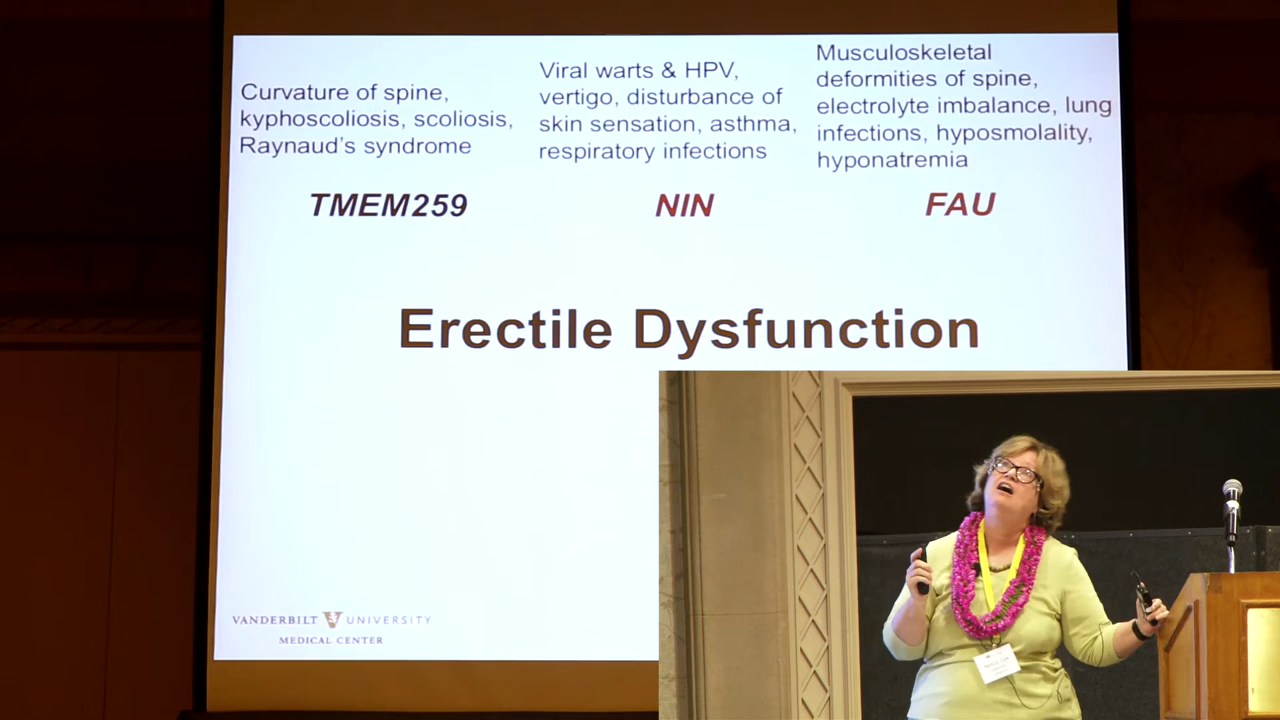 Curvature of spine,
kyphoscoliosis, scoliosis,
Raynaud's syndrome
TMEM259
Viral warts & HPV,
vertigo, disturbance of
skin sensation, asthma,
respiratory infections
NIN
Musculoskeletal
deformities of spine,
electrolyte imbalance, lung
infections, hyposmolality,
hyponatremia
FAU
Erectile Dysfunction
VANDERBILT V UNIVERSITY
MEDICAL CENTER